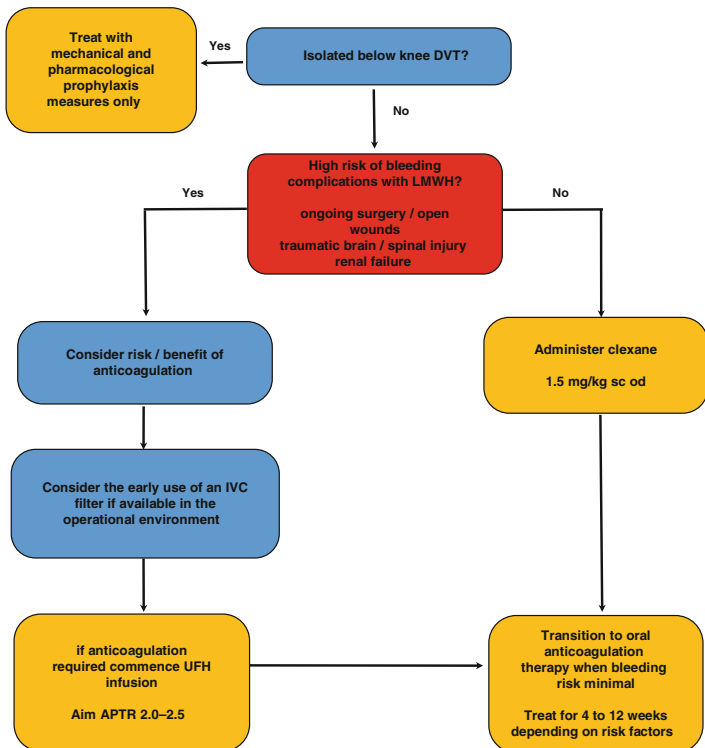 Treat with
mechanical and
pharmacological
prophylaxis
measures only
Yes
Isolated below knee DVT?
No
High risk of bleeding
complications with LMWH?
ongoing surgery / open
wounds
traumatic brain / spinal injury
renal failure
Yes
No
Consider risk / benefit of
anticoagulation
Administer clexane
1.5 mg/kg sc od
Consider the early use of an IVC
filter if available in the
operational environment
if anticoagulation
required commence UFH
infusion
Aim APTR 2.0–2.5
Transition to oral
anticoagulation
therapy when bleeding
risk minimal
Treat for 4 to 12 weeks
depending on risk factors